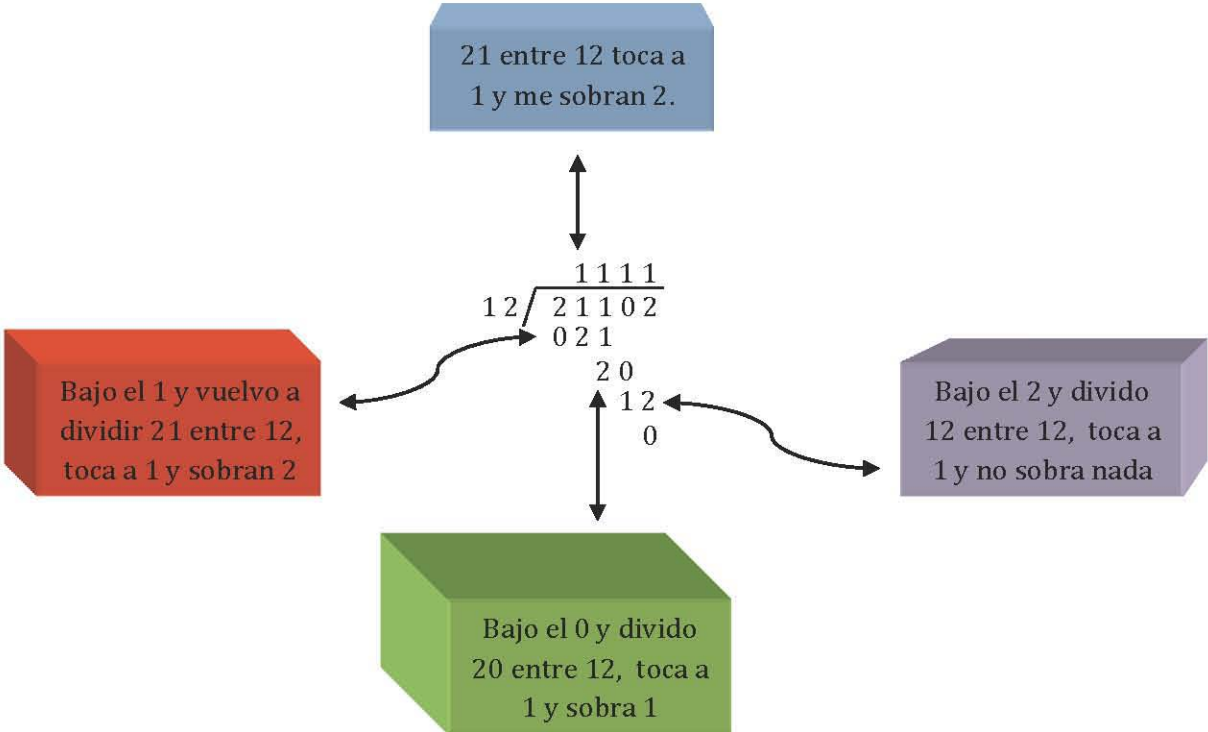 21 entre 12 toca a
1 y me sobran 2.
1 1 1 1
1 2 2 1 1 0 2
0 2 1
2 0
1 2
0
Bajo el 1 y vuelvo a
dividir 21 entre 12,
toca a 1 y sobran 2
Bajo el 2 y divido
12 entre 12, toca a
1 y no sobra nada
Bajo el 0 y divido
20 entre 12, toca a
1 y sobra 1